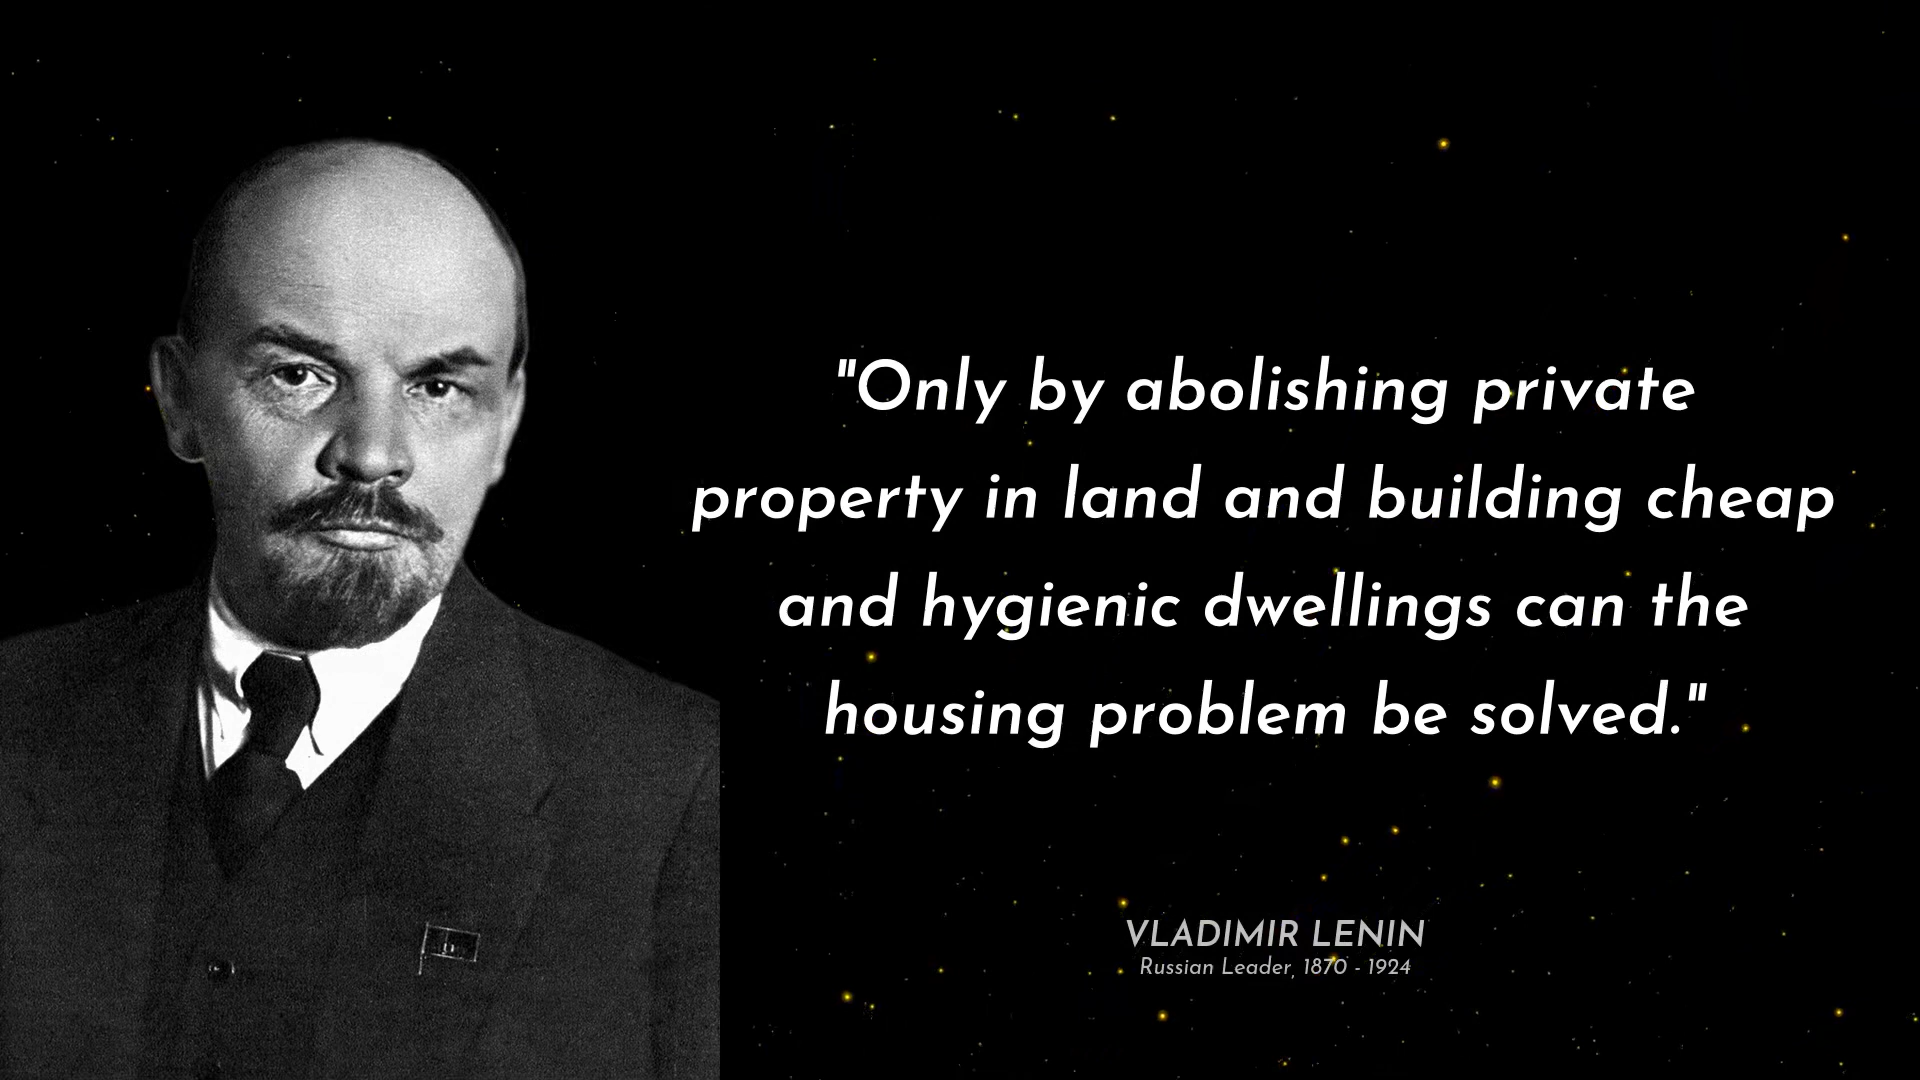 "Only by abolishing private
property in land and building cheap
and hygienic dwellings can the
housing problem be solved."
VLADIMIR LENIN
Russian Leader, 1870 - 1924